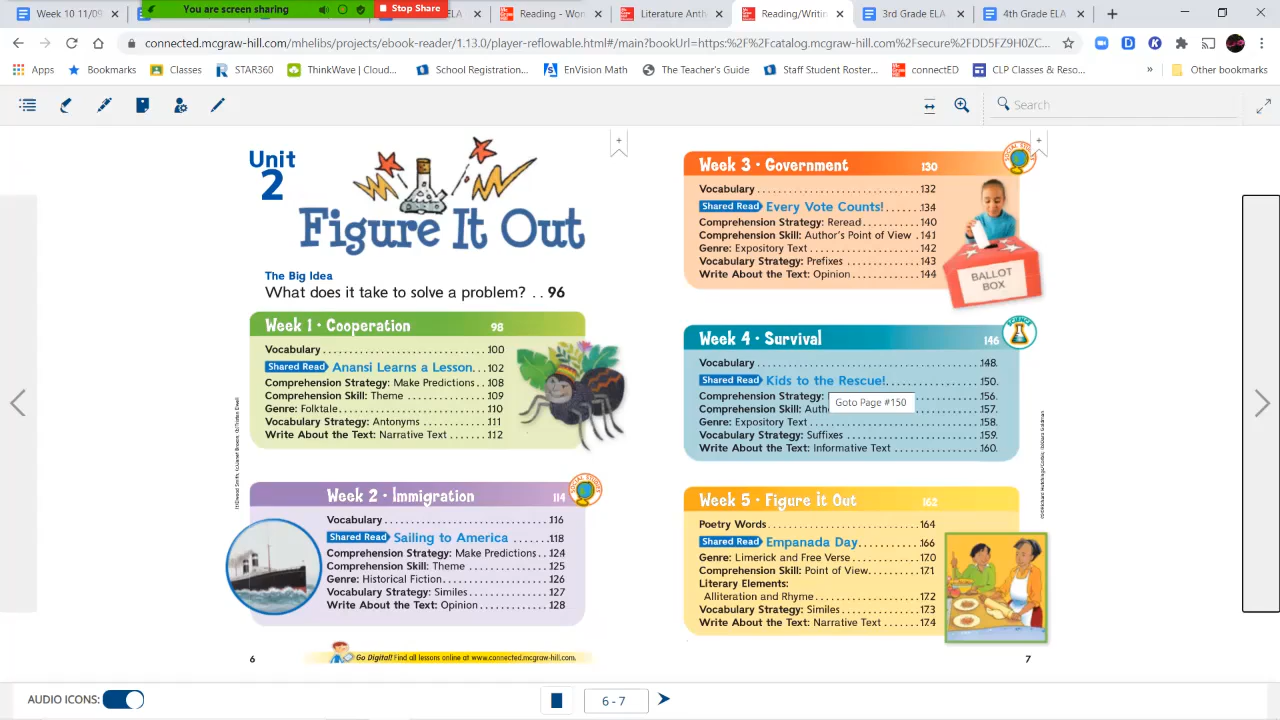 Week 10 11/09
You are screen sharing
Stop Share
ELA
Reading - Won
Literature Anth
Reading/Writin
3rd Grade ELA
4th Grade ELA
connected.mcgraw-hill.com/mhelibs/projects/ebook-reader/1.13.0/player-ratiowable.html#/main?bookUrl=https:%2F%2Fcatalog.mcgraw-hill.com%2Fsecure%2FDD5FZ9H0ZC...
Apps
Bookmarks
Classes
STAR360
ThinkWave | Cloud...
School Registration...
EnVision Math
The Teacher's Guide
Staff Student Roster...
connectED
CLP Classes & Reso...
»
Other bookmarks
Search
Unit
2
Figure It Out
The Big Idea
What does it take to solve a problem? . . 96
Week 1 · Cooperation 98
Vocabulary 100
Shared Read Anansi Learns a Lesson 102
Comprehension Strategy: Make Predictions 108
Comprehension Skill: Theme 109
Genre: Folktale 110
Vocabulary Strategy: Antonyms 111
Write About the Text: Narrative Text 112
Week 2 · Immigration 114
SOCIAL STUDIES
Vocabulary 116
Shared Read Sailing to America 118
Comprehension Strategy: Make Predictions 124
Comprehension Skill: Theme 125
Genre: Historical Fiction 126
Vocabulary Strategy: Similes 127
Write About the Text: Opinion 128
6
Go Digital! Find all lessons online at www.connected.mcgraw-hill.com.
Week 3 · Government 130
SOCIAL STUDIES
Vocabulary 132
Shared Read Every Vote Counts! 134
Comprehension Strategy: Reread 140
Comprehension Skill: Author's Point of View 141
Genre: Expository Text 142
Vocabulary Strategy: Prefixes 143
Write About the Text: Opinion 144
BALLOT
BOX
Week 4 · Survival 146
SCIENCE
Vocabulary 148
Shared Read Kids to the Rescue! 150
Comprehension Strategy: 156
Goto Page #150
Comprehension Skill: Auth 157
Genre: Expository Text 158
Vocabulary Strategy: Suffixes 159
Write About the Text: Informative Text 160
Week 5 · Figure It Out 162
Poetry Words 164
Shared Read Empanada Day 166
Genre: Limerick and Free Verse 170
Comprehension Skill: Point of View 171
Literary Elements:
Alliteration and Rhyme 172
Vocabulary Strategy: Similes 173
Write About the Text: Narrative Text 174
7
AUDIO ICONS:
6 - 7